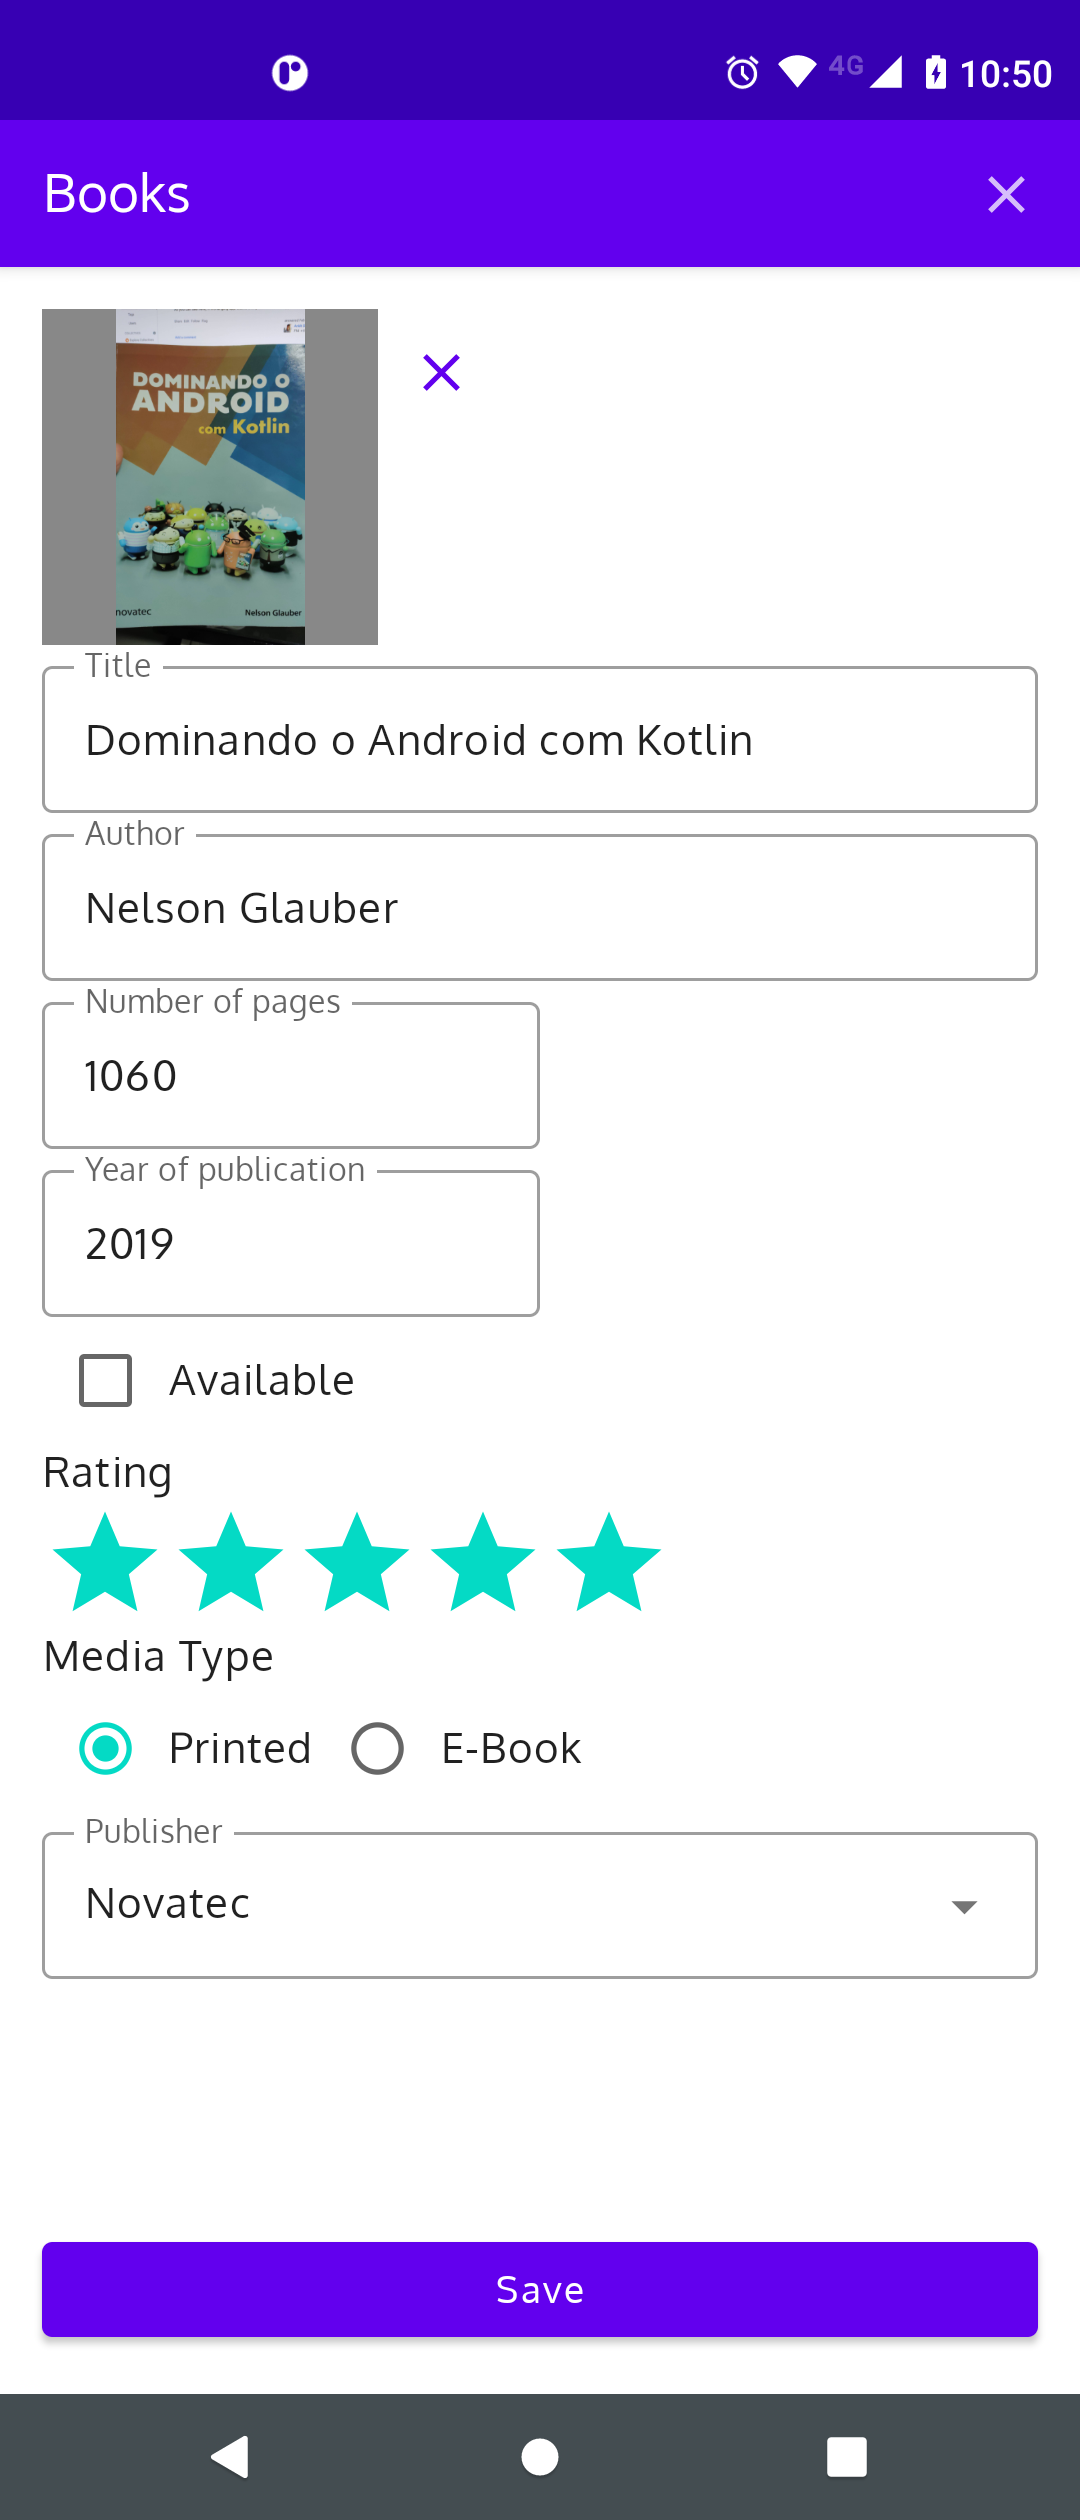 4G 10:50
Books
DOMINANDO O
ANDROID
com Kotlin
novatec Nelson Glauber
Title
Dominando o Android com Kotlin
Author
Nelson Glauber
Number of pages
1060
Year of publication
2019
Available
Rating
Media Type
Printed E-Book
Publisher
Novatec
Save